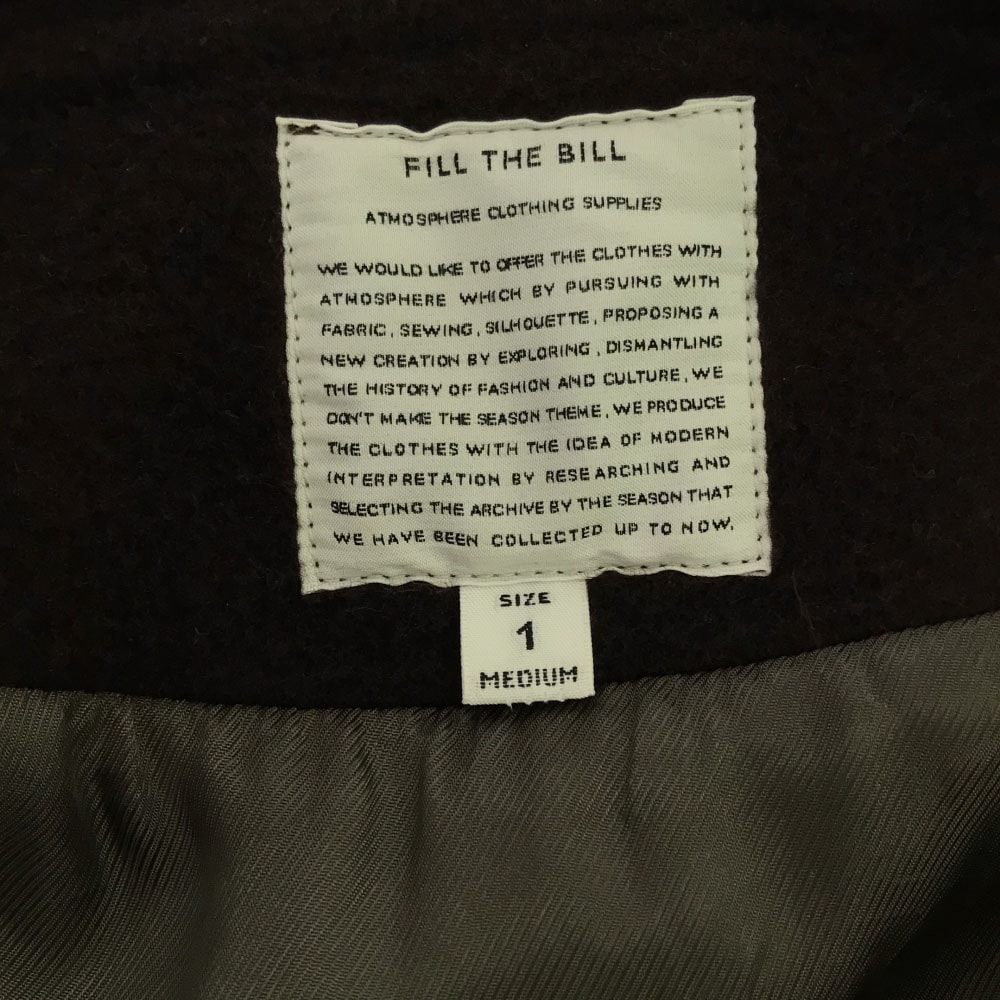 FILL THE BILL
ATMOSPHERE CLOTHING SUPPLIES
WE WOULD LIKE TO OFFER THE CLOTHES WITH
ATMOSPHERE WHICH BY PURSUING WITH
FABRIC, SEWING, SILHOUETTE, PROPOSING A
NEW CREATION BY EXPLORING, DISMANTLING
THE HISTORY OF FASHION AND CULTURE, WE
DON'T MAKE THE SEASON THEME, WE PRODUCE
THE CLOTHES WITH THE IDEA OF MODERN
INTERPRETATION BY RESEARCHING AND
SELECTING THE ARCHIVE BY THE SEASON THAT
WE HAVE BEEN COLLECTED UP TO NOW.
SIZE
1
MEDIUM